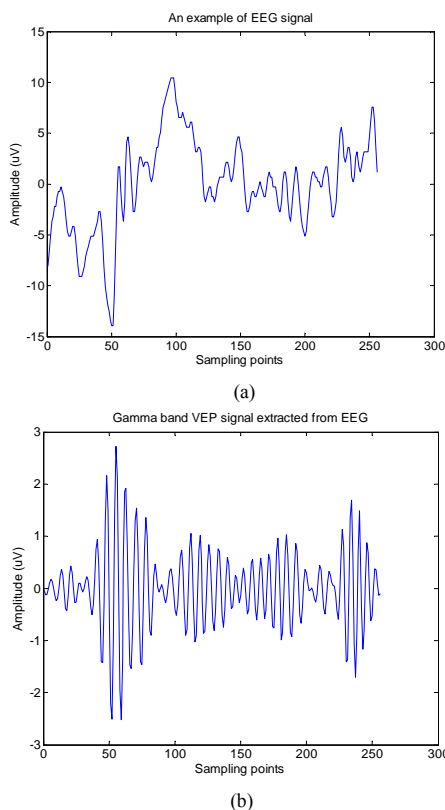 An example of EEG signal
15
10
5
0
-5
-10
-15
Amplitude (uV)
0 50 100 150 200 250 300
Sampling points
(a)
Gamma band VEP signal extracted from EEG
3
2
1
0
-1
-2
-3
Amplitude (uV)
0 50 100 150 200 250 300
Sampling points
(b)